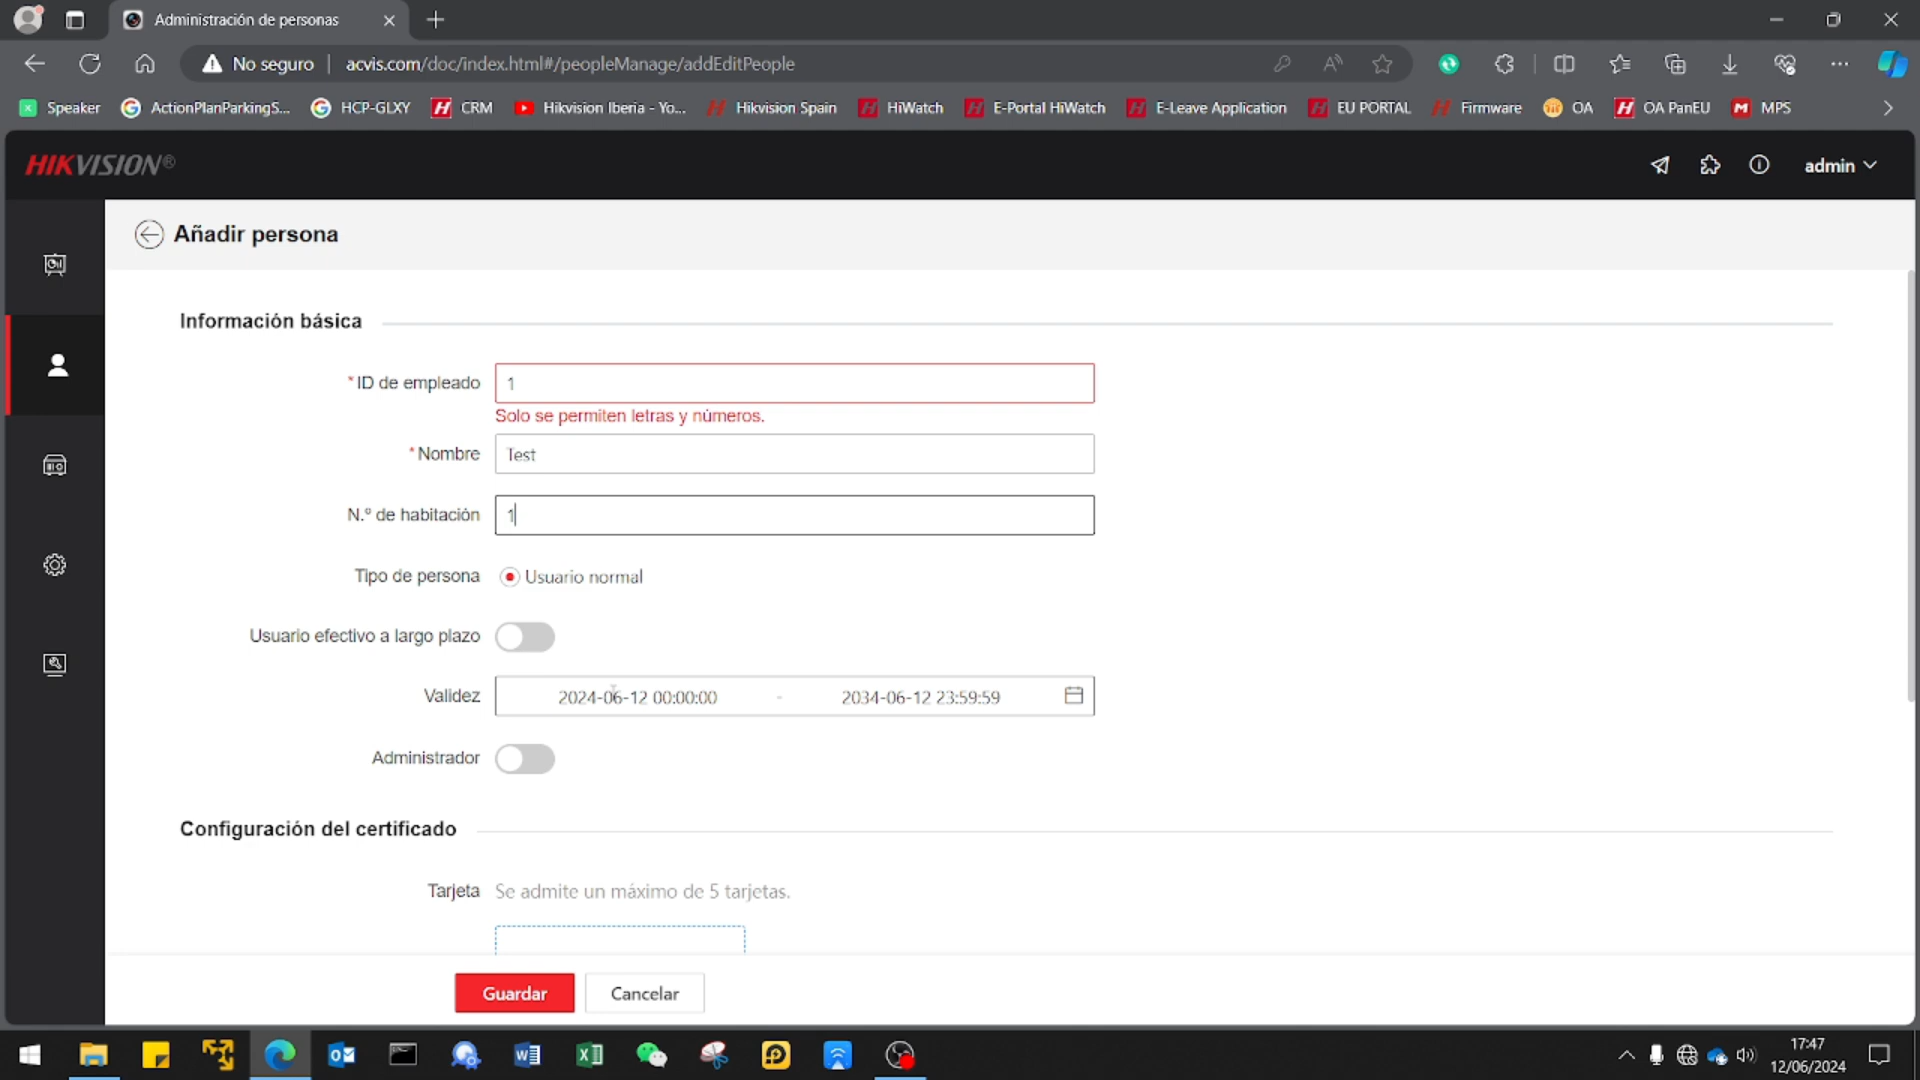 Administración de personas
No seguro
acvis.com/doc/index.html#/peopleManage/addEditPeople
Speaker
ActionPlanParkingS...
HCP-GLXY
CRM
Hikvision Iberia - Yo...
Hikvision Spain
HiWatch
E-Portal HiWatch
E-Leave Application
EU PORTAL
Firmware
OA
OA PanEU
MPS
HIKVISION®
admin
Añadir persona
Información básica
*ID de empleado
1
Solo se permiten letras y números.
*Nombre
Test
N.º de habitación
1
Tipo de persona
Usuario normal
Usuario efectivo a largo plazo
Validez
2024-06-12 00:00:00 - 2034-06-12 23:59:59
Administrador
Configuración del certificado
Tarjeta
Se admite un máximo de 5 tarjetas.
Guardar
Cancelar
17:47
12/06/2024